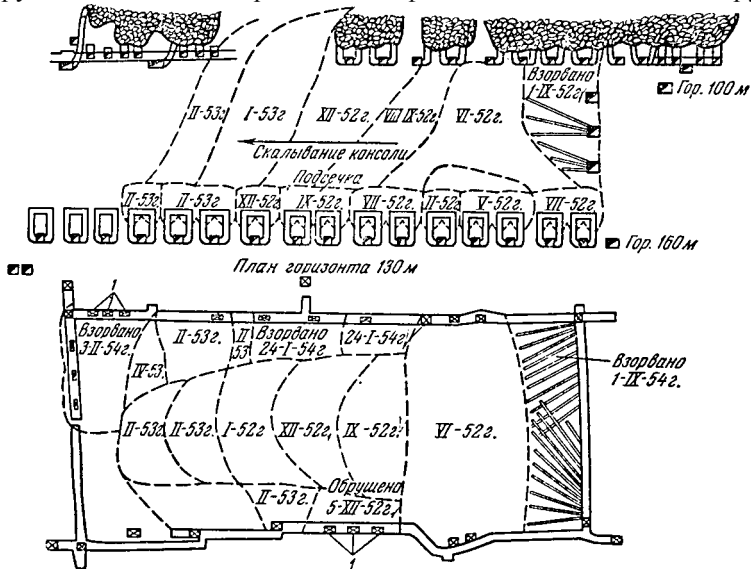 Взорвано
1-IX-52г.
Гор. 100 м
II-53г.
I-53г
XII-52г.
VIII
IX-52г
VI-52г.
Скалывание консоли
Подсечка
II-53г
II-53г
XII-52г
IX-52г.
VII-52г.
II-52г
V-52г.
VII-52г
Гор. 160 м
План горизонта 130 м
1
Взорвано
3-II-54г.
II-53г.
II
53
Взорвано
24-I-54г.
24-I-54г.
IV-53.
Взорвано
1-IX-54г.
II-53г
II-53г.
I-52г
XII-52г,
IX-52г.
VI-52г.
II-53г.
Обрушено
5-XII-52г.
1